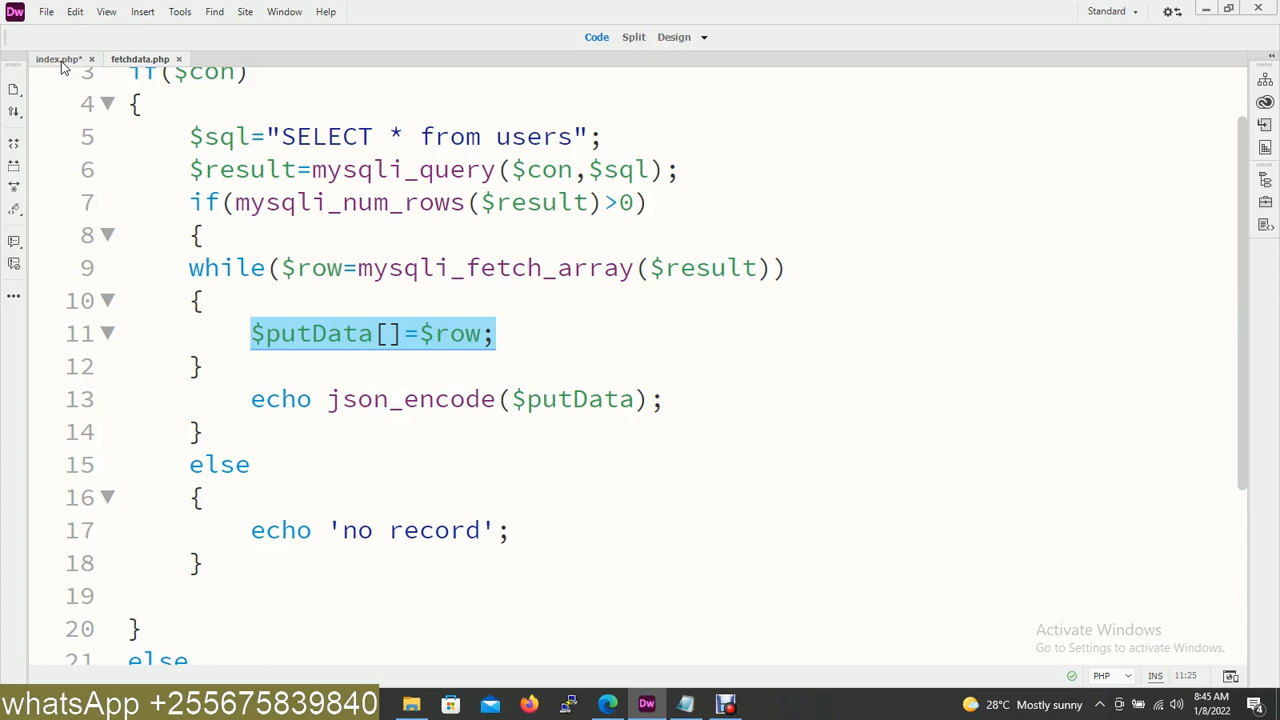 Dw File Edit View Insert Tools Find Site Window Help Standard
Code Split Design
index.php* fetchdata.php
3 if($con)
4 {
5 $sql="SELECT * from users";
6 $result=mysqli_query($con,$sql);
7 if(mysqli_num_rows($result)>0)
8 {
9 while($row=mysqli_fetch_array($result))
10 {
11 $putData[]=$row;
12 }
13 echo json_encode($putData);
14 }
15 else
16 {
17 echo 'no record';
18 }
19
20 }
21 else
Activate Windows
Go to Settings to activate Windows.
PHP INS 11:25
whatsApp +255675839840
Dw
28°C Mostly sunny
8:45 AM
1/8/2022
4